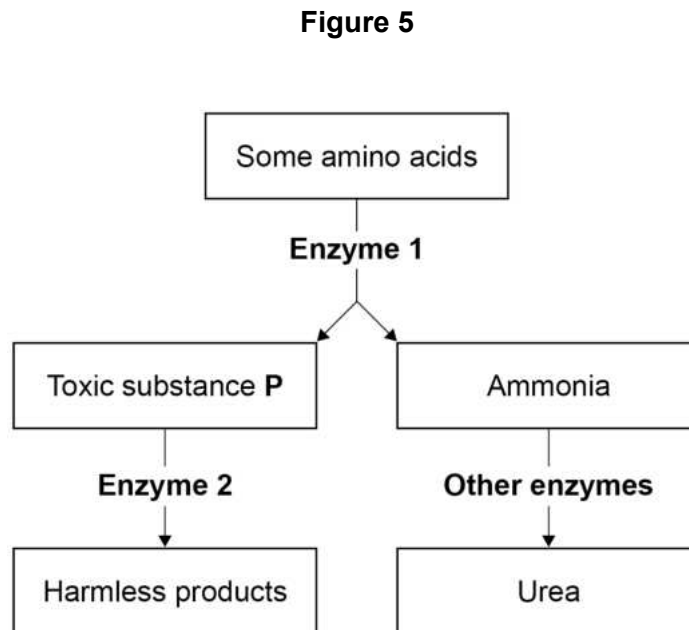 Figure 5
Some amino acids
Enzyme 1
Toxic substance P
Ammonia
Enzyme 2
Other enzymes
Harmless products
Urea